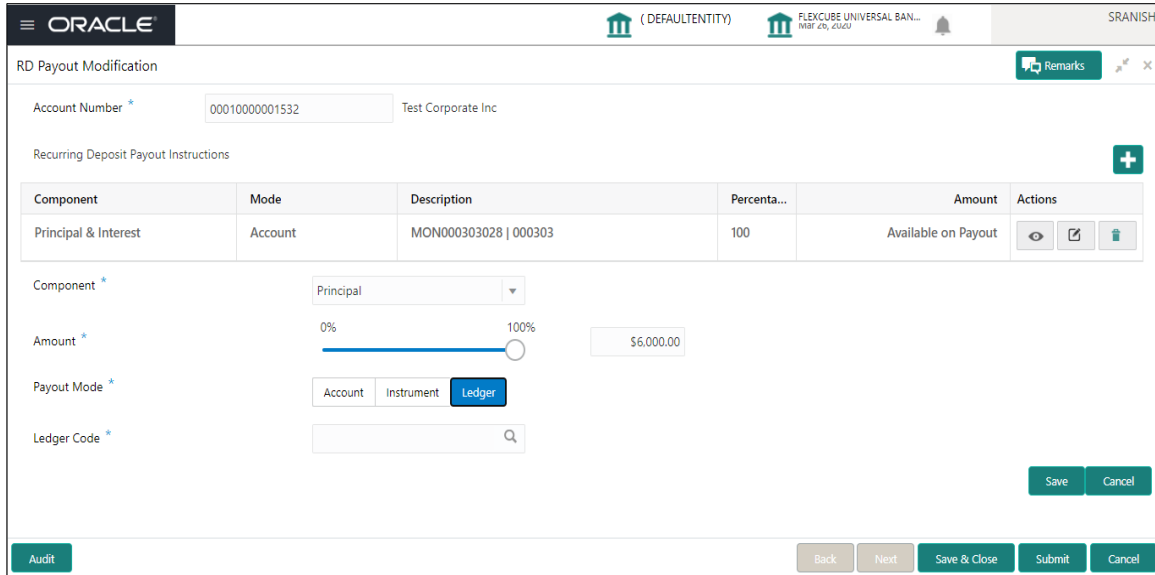 ORACLE
( DEFAULTENTITY)
FLEXCUBE UNIVERSAL BAN...
Mar 26, 2020
SRANISH
RD Payout Modification
Remarks
Account Number *
00010000001532
Test Corporate Inc
Recurring Deposit Payout Instructions
Component Mode Description Percenta... Amount Actions
Principal & Interest Account MON000303028 | 000303 100 Available on Payout
Component *
Principal
0% 100%
Amount *
$6,000.00
Payout Mode *
Account Instrument Ledger
Ledger Code *
Save Cancel
Audit Back Next Save & Close Submit Cancel